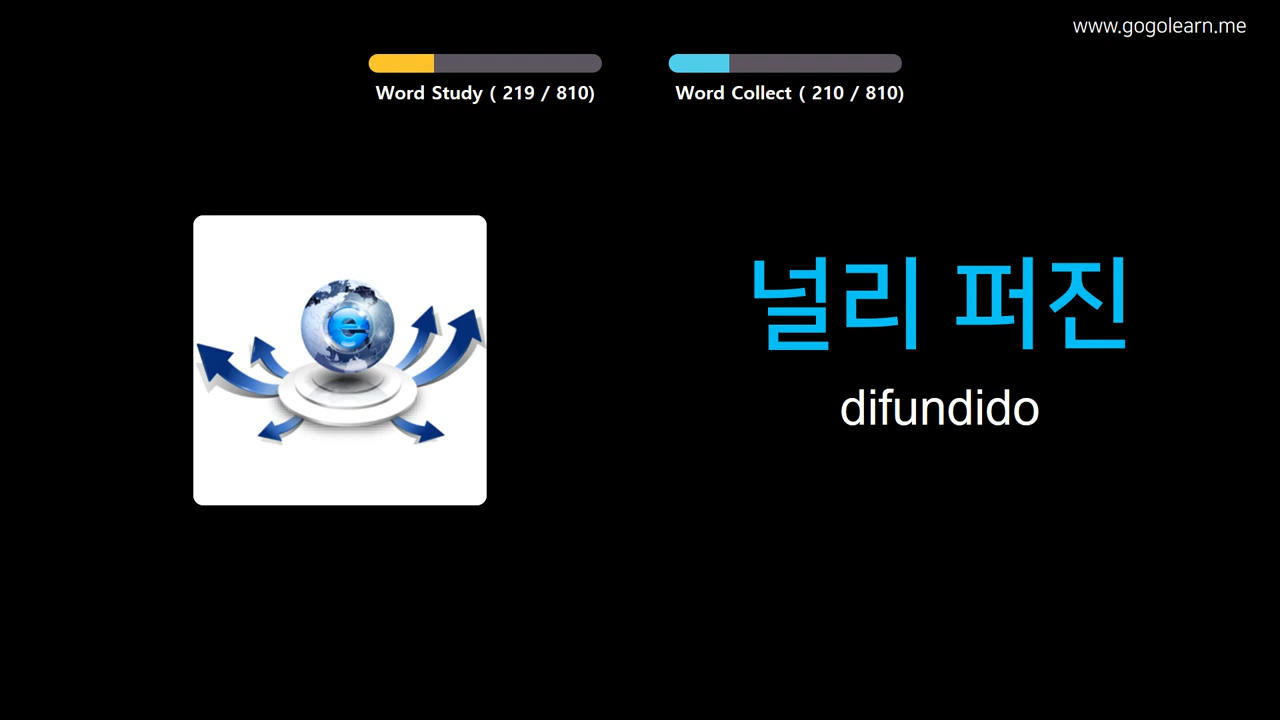 www.gogolearn.me
Word Study ( 219 / 810)
Word Collect ( 210 / 810)
e
널리 퍼진
difundido